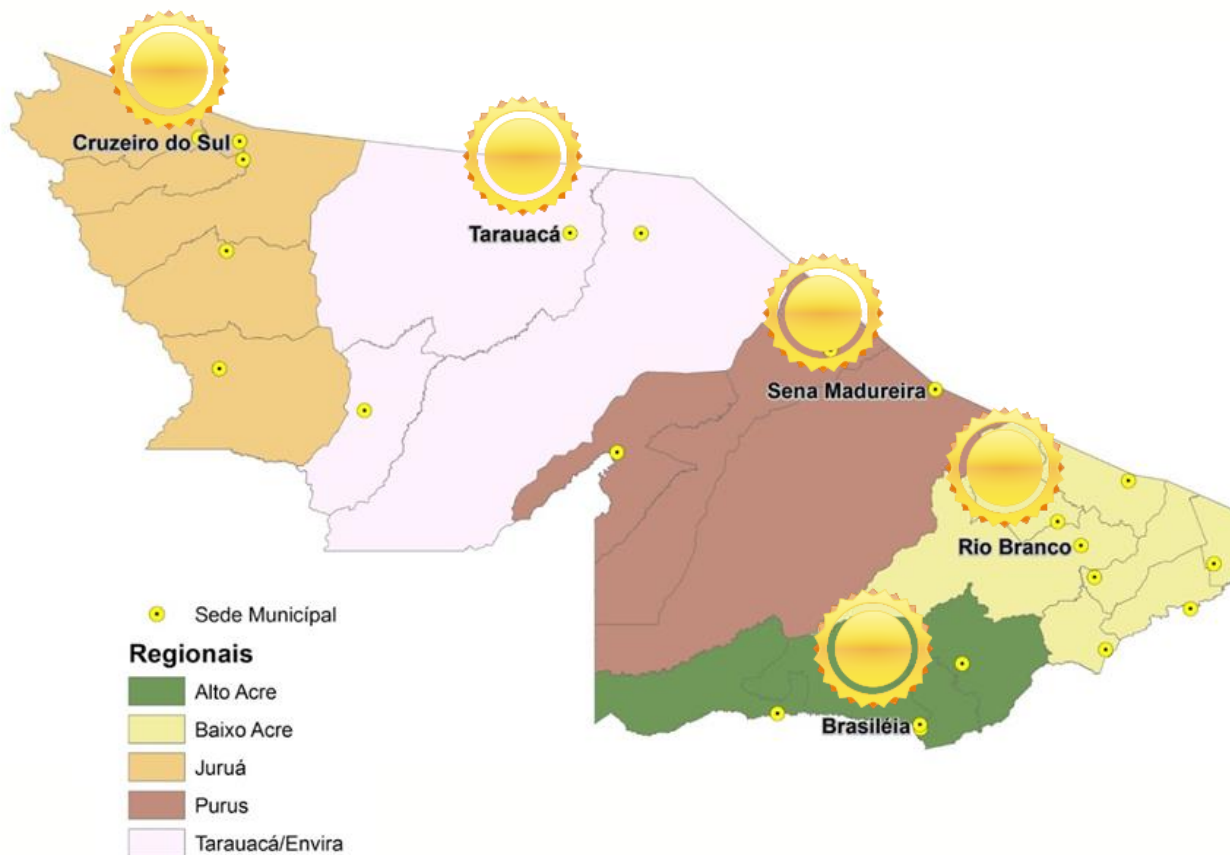 Cruzeiro do Sul
Tarauacá
Sena Madureira
Rio Branco
Brasiléia
Sede Municípal
Regionais
Alto Acre
Baixo Acre
Juruá
Purus
Tarauacá/Envira